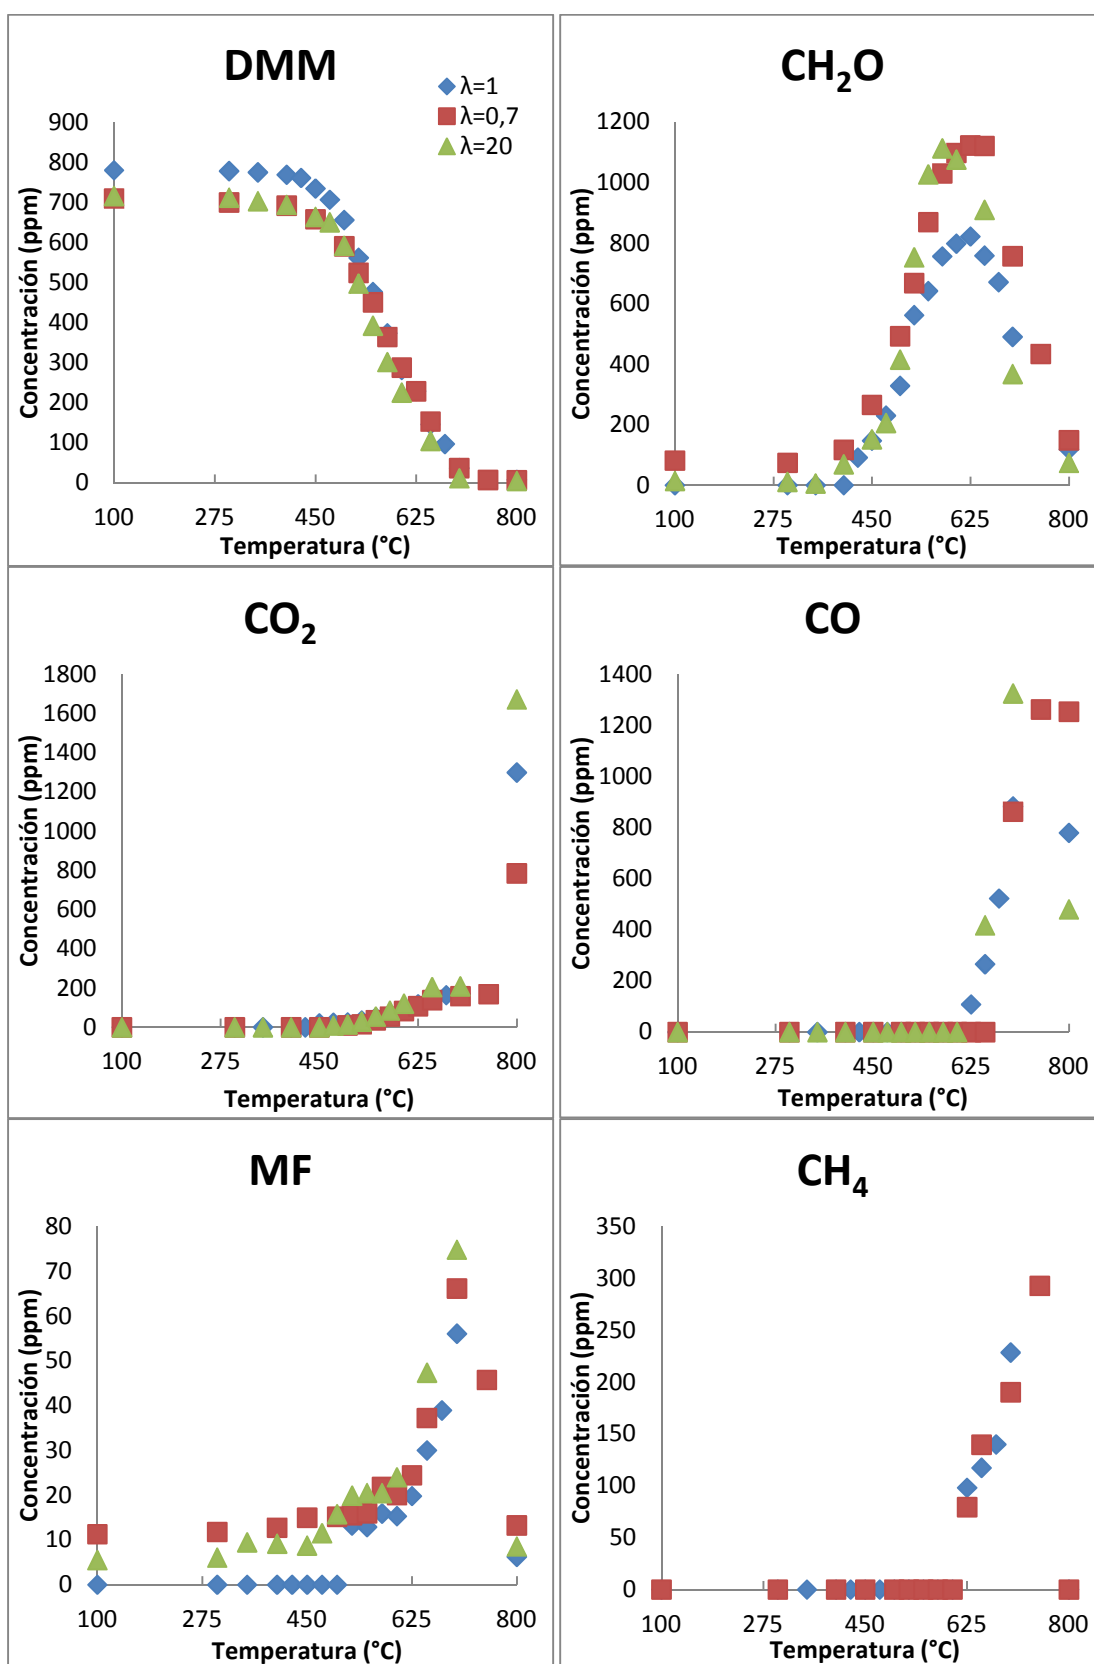 DMM
λ=1
λ=0,7
λ=20
900
800
700
600
500
400
300
200
100
0
Concentración (ppm)
100 275 450 625 800
Temperatura (°C)
CH2O
1200
1000
800
600
400
200
0
Concentración (ppm)
100 275 450 625 800
Temperatura (°C)
CO2
1800
1600
1400
1200
1000
800
600
400
200
0
Concentración (ppm)
100 275 450 625 800
Temperatura (°C)
CO
1400
1200
1000
800
600
400
200
0
Concentración (ppm)
100 275 450 625 800
Temperatura (°C)
MF
80
70
60
50
40
30
20
10
0
Concentración (ppm)
100 275 450 625 800
Temperatura (°C)
CH4
350
300
250
200
150
100
50
0
Concentración (ppm)
100 275 450 625 800
Temperatura (°C)